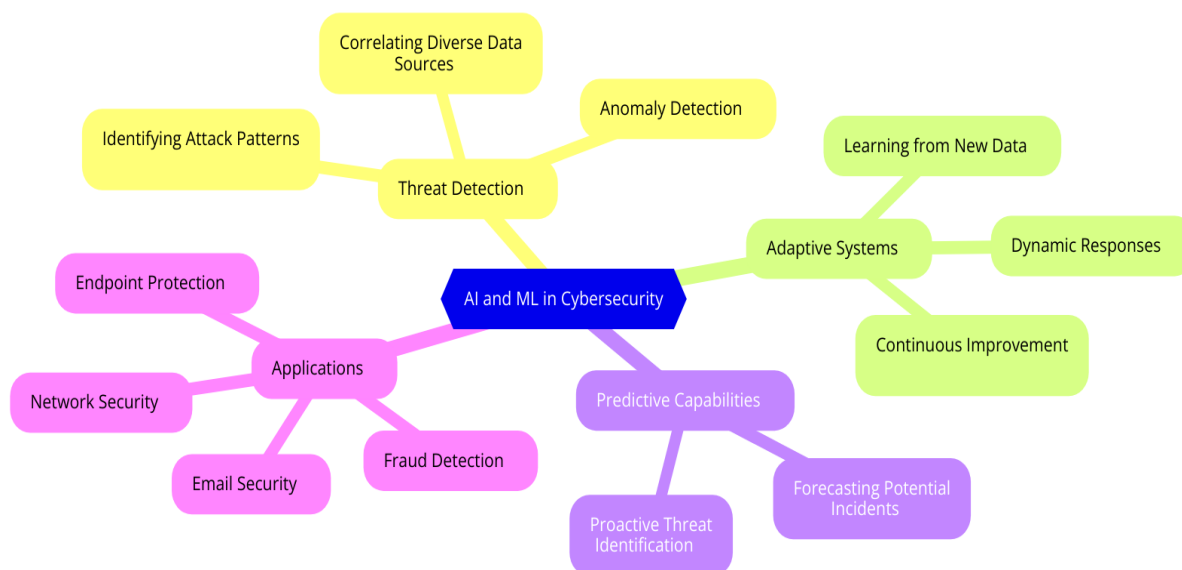 Correlating Diverse Data
Sources
Anomaly Detection
Identifying Attack Patterns
Threat Detection
Learning from New Data
Adaptive Systems
Dynamic Responses
Continuous Improvement
AI and ML in Cybersecurity
Endpoint Protection
Applications
Network Security
Email Security
Fraud Detection
Predictive Capabilities
Forecasting Potential
Incidents
Proactive Threat
Identification